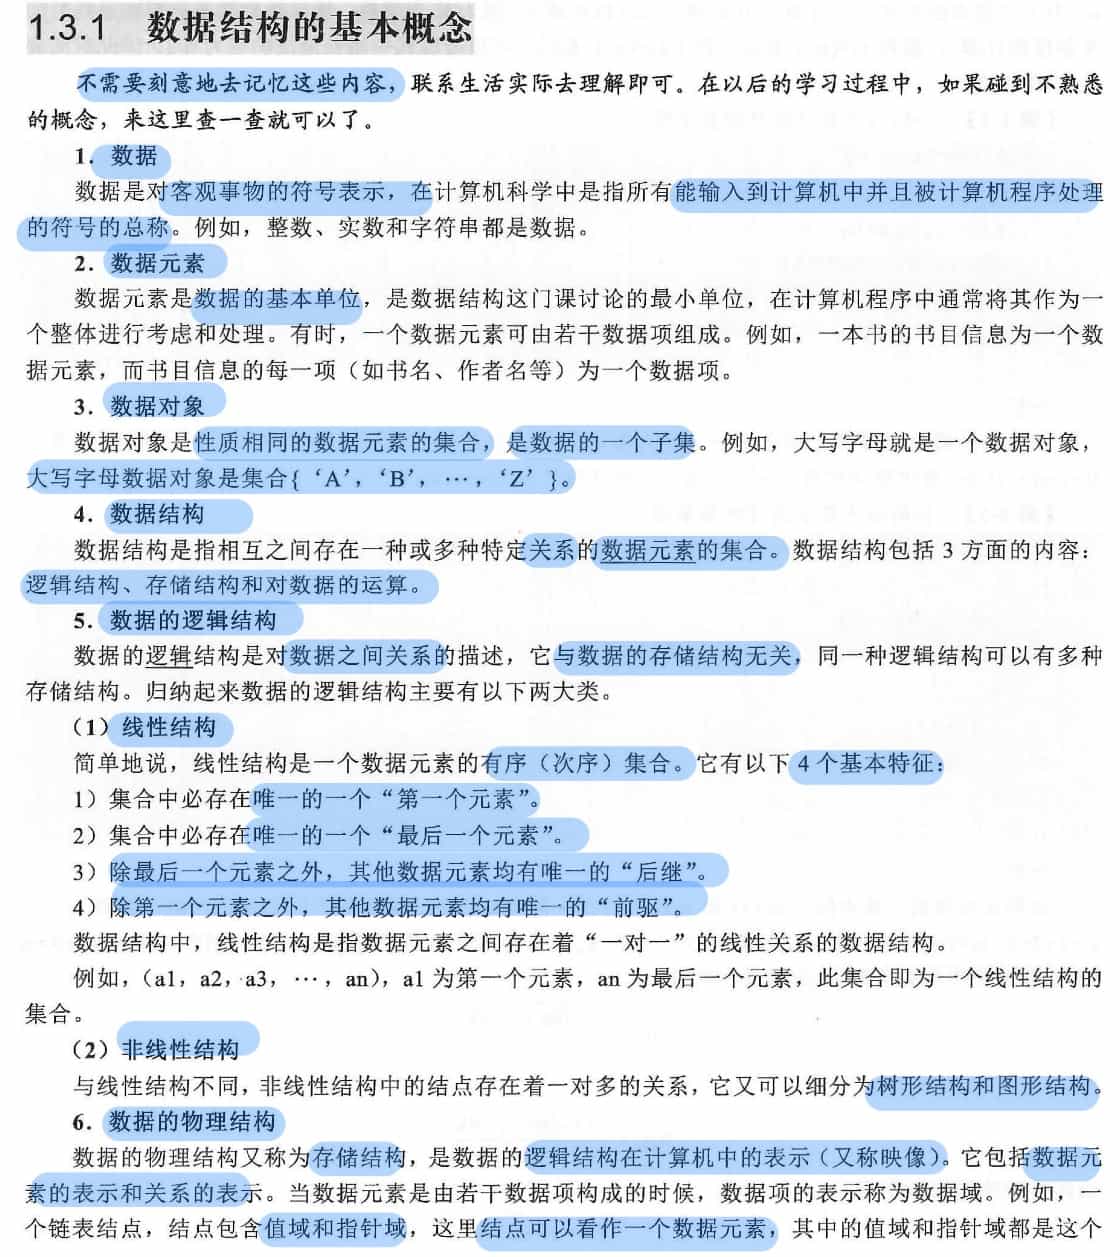 1.3.1 数据结构的基本概念
不需要刻意地去记忆这些内容，联系生活实际去理解即可。在以后的学习过程中，如果碰到不熟悉
的概念，来这里查一查就可以了。
1．数据
数据是对客观事物的符号表示，在计算机科学中是指所有能输入到计算机中并且被计算机程序处理
的符号的总称。例如，整数、实数和字符串都是数据。
2．数据元素
数据元素是数据的基本单位，是数据结构这门课讨论的最小单位，在计算机程序中通常将其作为一
个整体进行考虑和处理。有时，一个数据元素可由若干数据项组成。例如，一本书的书目信息为一个数
据元素，而书目信息的每一项（如书名、作者名等）为一个数据项。
3．数据对象
数据对象是性质相同的数据元素的集合，是数据的一个子集。例如，大写字母就是一个数据对象，
大写字母数据对象是集合{‘A’，‘B’，…，‘Z’}。
4．数据结构
数据结构是指相互之间存在一种或多种特定关系的数据元素的集合。数据结构包括 3 方面的内容：
逻辑结构、存储结构和对数据的运算。
5．数据的逻辑结构
数据的逻辑结构是对数据之间关系的描述，它与数据的存储结构无关，同一种逻辑结构可以有多种
存储结构。归纳起来数据的逻辑结构主要有以下两大类。
（1）线性结构
简单地说，线性结构是一个数据元素的有序（次序）集合。它有以下 4 个基本特征：
1）集合中必存在唯一的一个“第一个元素”。
2）集合中必存在唯一的一个“最后一个元素”。
3）除最后一个元素之外，其他数据元素均有唯一的“后继”。
4）除第一个元素之外，其他数据元素均有唯一的“前驱”。
数据结构中，线性结构是指数据元素之间存在着“一对一”的线性关系的数据结构。
例如，（a1，a2，a3，…，an），a1 为第一个元素，an 为最后一个元素，此集合即为一个线性结构的
集合。
（2）非线性结构
与线性结构不同，非线性结构中的结点存在着一对多的关系，它又可以细分为树形结构和图形结构。
6．数据的物理结构
数据的物理结构又称为存储结构，是数据的逻辑结构在计算机中的表示（又称映像）。它包括数据元
素的表示和关系的表示。当数据元素是由若干数据项构成的时候，数据项的表示称为数据域。例如，一
个链表结点，结点包含值域和指针域，这里结点可以看作一个数据元素，其中的值域和指针域都是这个